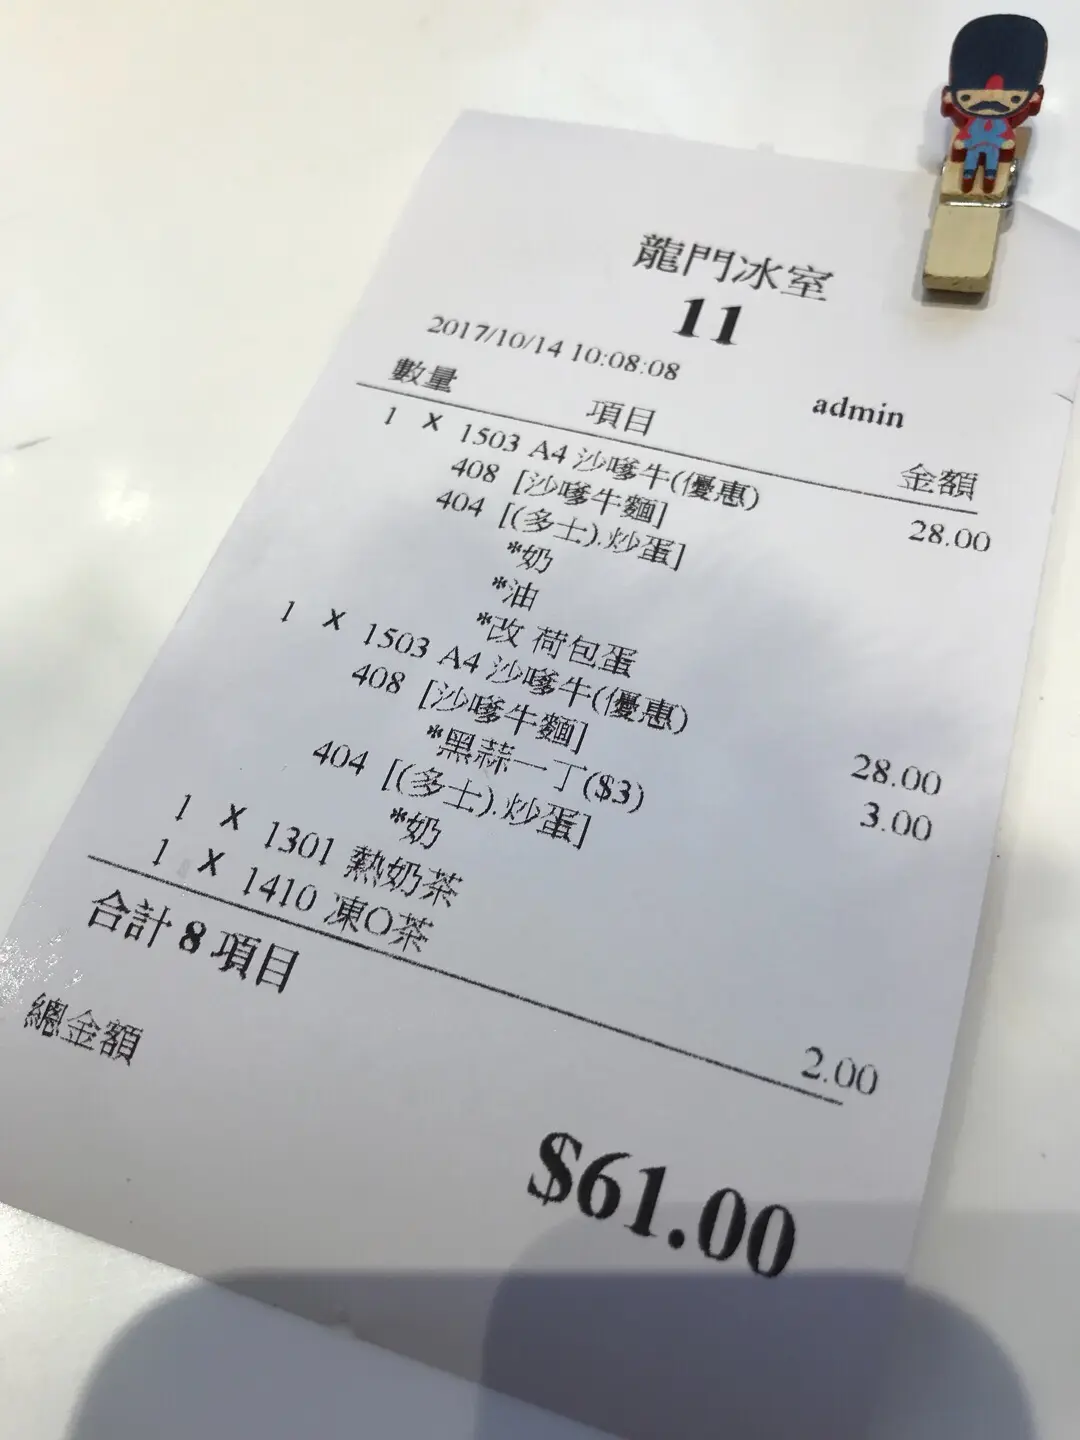 龍門冰室
11
2017/10/14 10:08:08 admin
數量 項目 金額
1 X 1503 A4 沙嗲牛(優惠) 28.00
408 [沙嗲牛麵]
404 [(多士).炒蛋]
*奶
*油
*改 荷包蛋
1 X 1503 A4 沙嗲牛(優惠) 28.00
408 [沙嗲牛麵]
*黑蒜一丁($3) 3.00
404 [(多士).炒蛋]
*奶
1 X 1301 熱奶茶
1 X 1410 凍O茶 2.00
合計 8 項目
總金額
$61.00